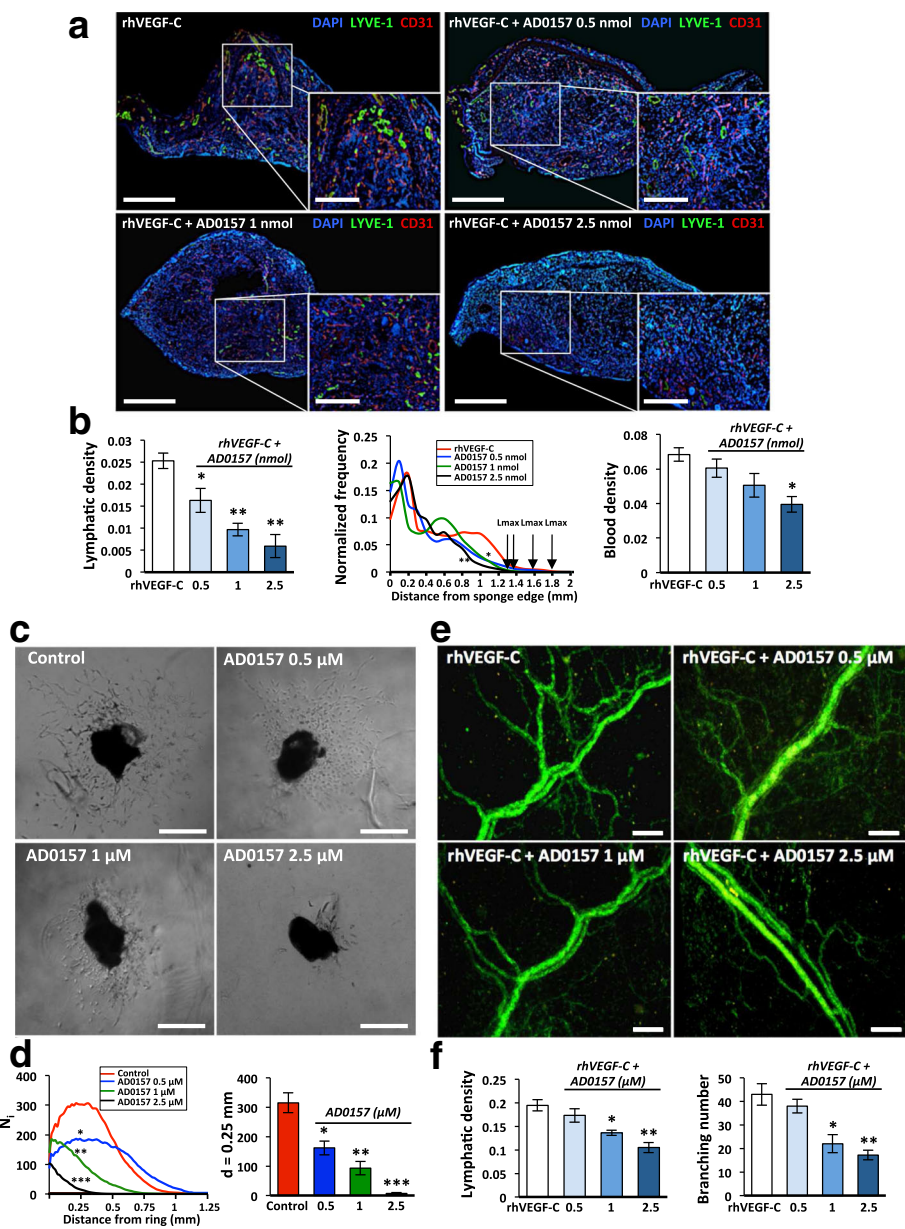 a
rhVEGF-C DAPI LYVE-1 CD31
rhVEGF-C + AD0157 0.5 nmol DAPI LYVE-1 CD31
rhVEGF-C + AD0157 1 nmol DAPI LYVE-1 CD31
rhVEGF-C + AD0157 2.5 nmol DAPI LYVE-1 CD31
b
Lymphatic density
rhVEGF-C +
AD0157 (nmol)
0.03
0.025
0.02
0.015
0.01
0.005
*
**
**
rhVEGF-C 0.5 1 2.5
Normalized frequency
0.25
0.2
0.15
0.1
0.05
0
rhVEGF-C
AD0157 0.5 nmol
AD0157 1 nmol
AD0157 2.5 nmol
Lmax Lmax Lmax
**
*
0 0.2 0.4 0.6 0.8 1 1.2 1.4 1.6 1.8 2
Distance from sponge edge (mm)
Blood density
rhVEGF-C +
AD0157 (nmol)
0.08
0.06
0.04
0.02
0
*
rhVEGF-C 0.5 1 2.5
c
Control
AD0157 0.5 μM
AD0157 1 μM
AD0157 2.5 μM
d
Ni
400
300
200
100
0
Control
AD0157 0.5 μM
AD0157 1 μM
AD0157 2.5 μM
*
**
***
0.25 0.5 0.75 1 1.25
Distance from ring (mm)
d = 0.25 mm
400
300
200
100
0
AD0157 (μM)
*
**
***
Control 0.5 1 2.5
e
rhVEGF-C
rhVEGF-C + AD0157 0.5 μM
rhVEGF-C + AD0157 1 μM
rhVEGF-C + AD0157 2.5 μM
f
Lymphatic density
rhVEGF-C +
AD0157 (μM)
0.25
0.2
0.15
0.1
0.05
0
*
**
rhVEGF-C 0.5 1 2.5
Branching number
rhVEGF-C +
AD0157 (μM)
50
40
30
20
10
0
*
**
rhVEGF-C 0.5 1 2.5